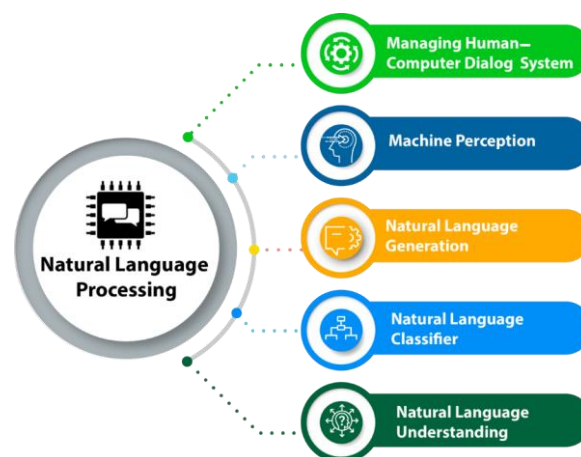 Managing Human–
Computer Dialog System
Machine Perception
Natural Language
Processing
Natural Language
Generation
Natural Language
Classifier
Natural Language
Understanding